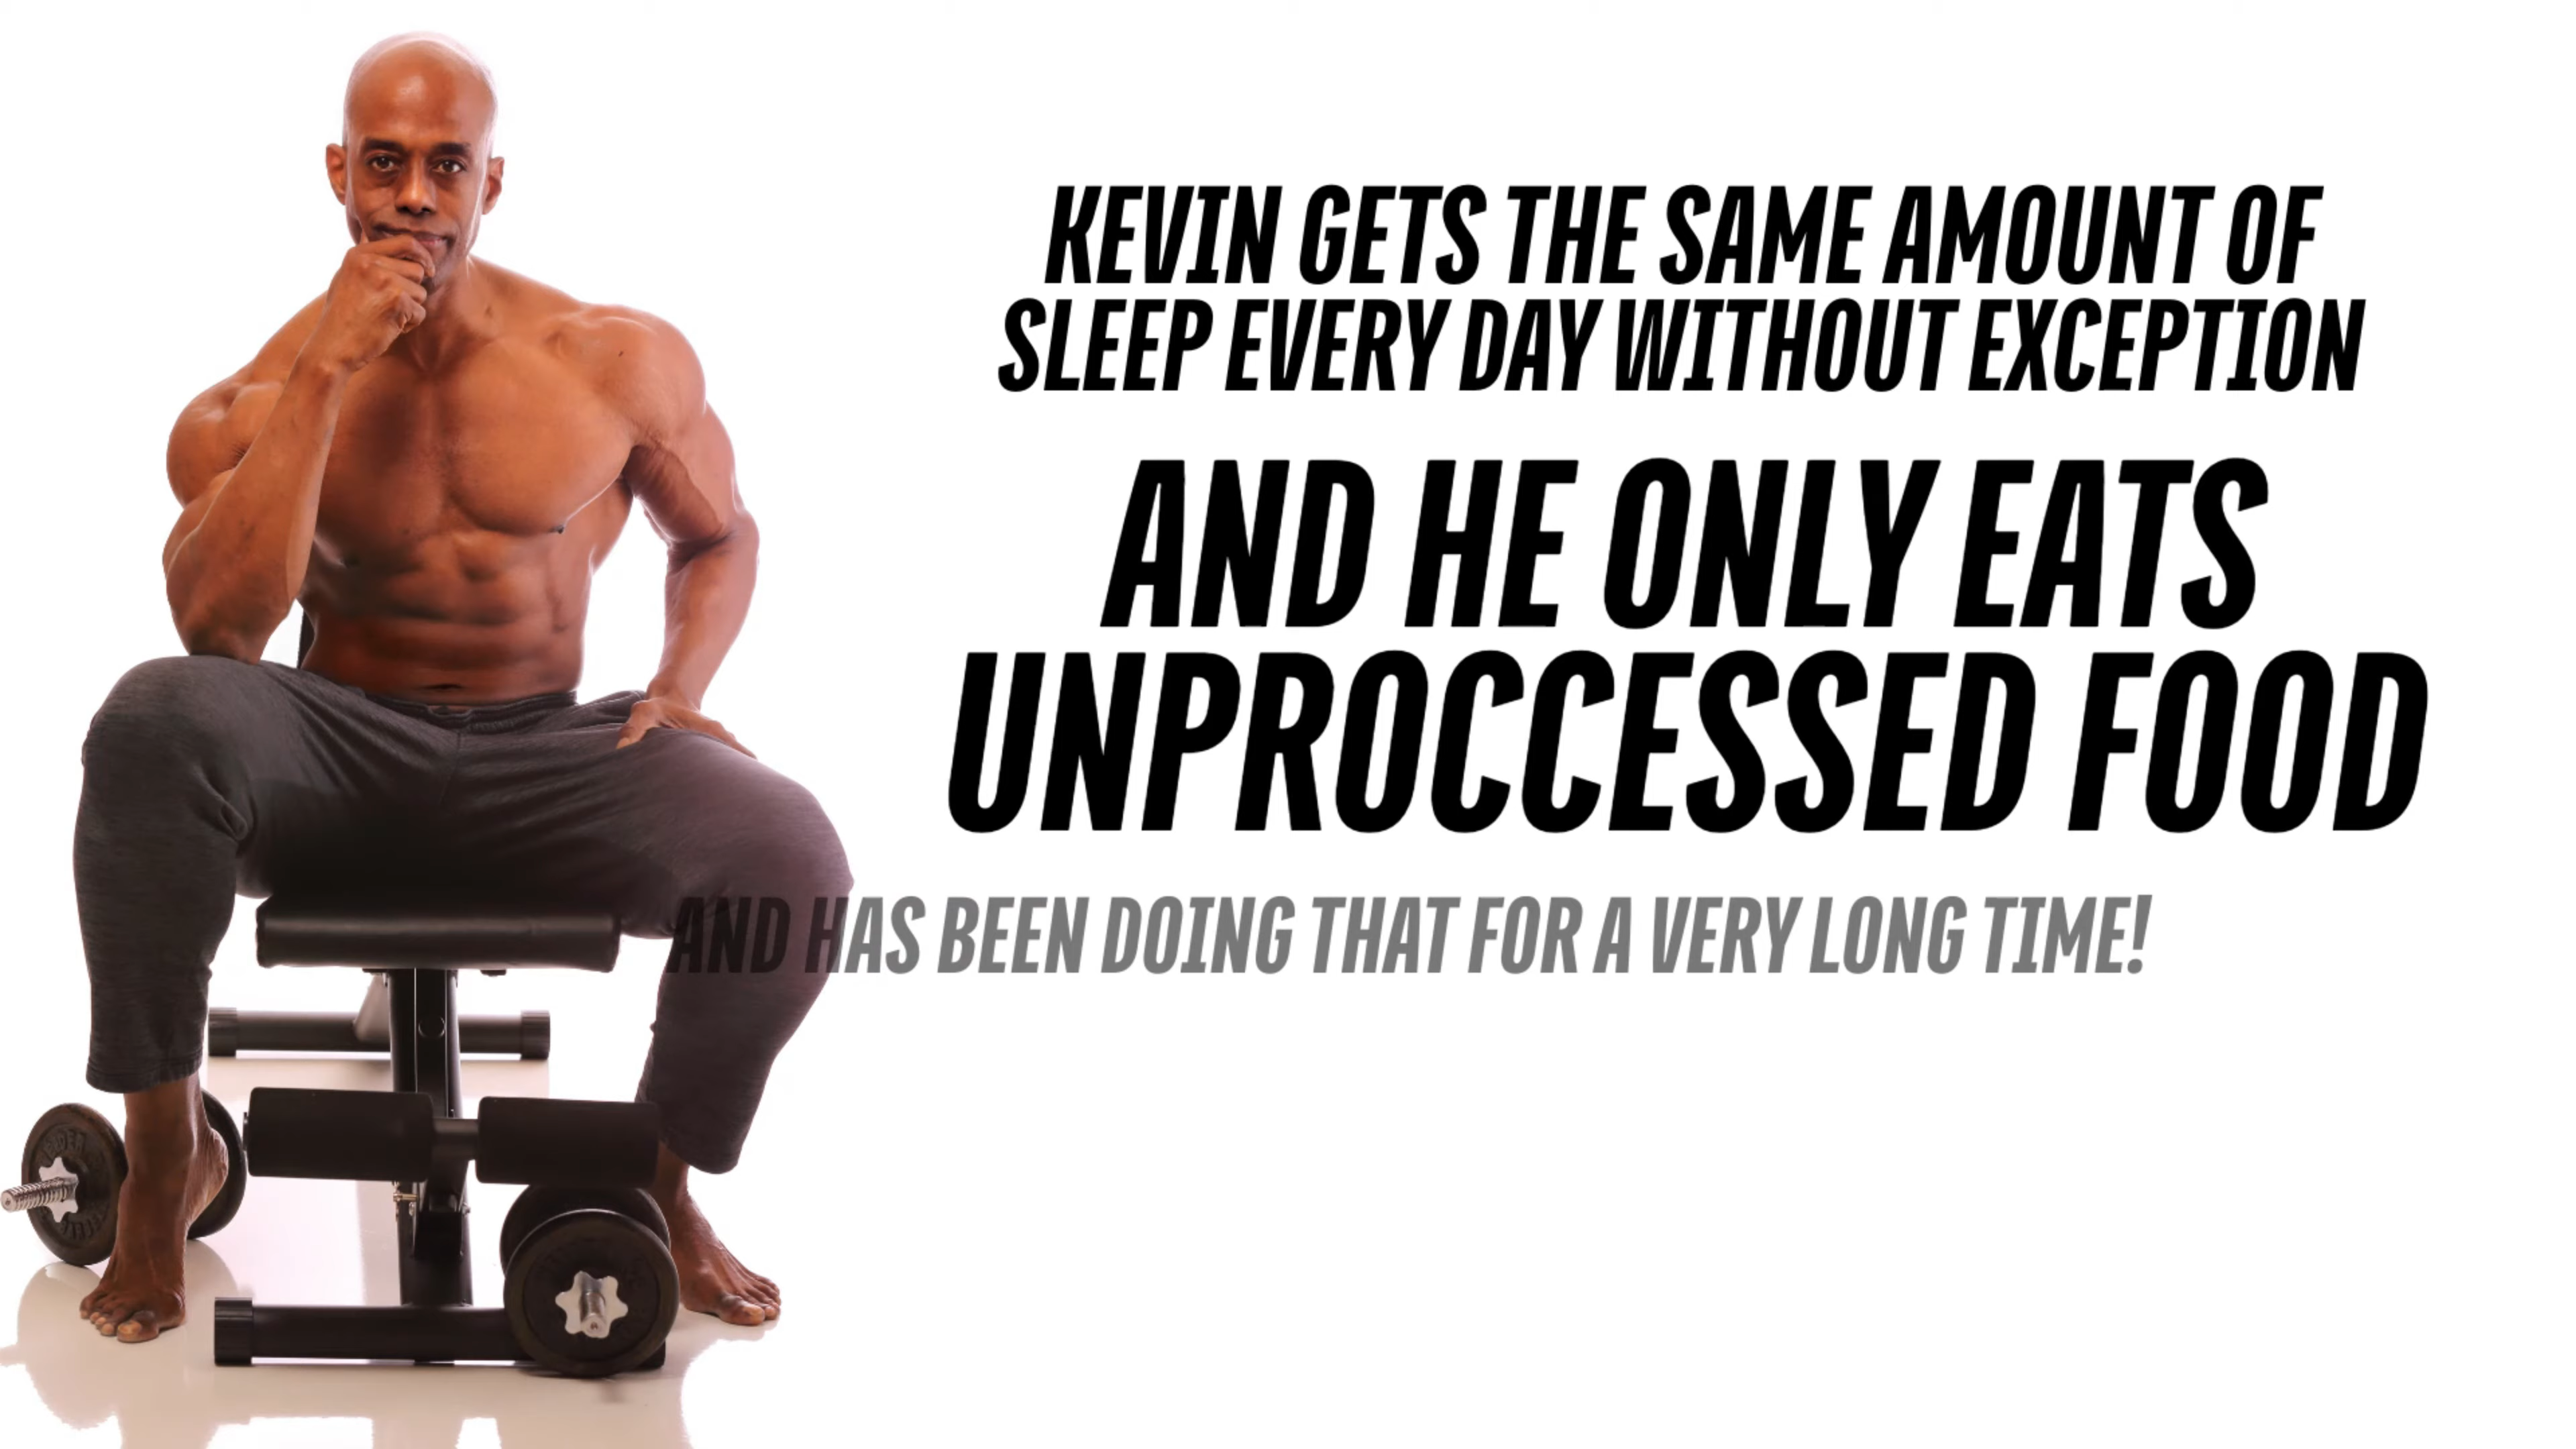 KEVIN GETS THE SAME AMOUNT OF
SLEEP EVERY DAY WITHOUT EXCEPTION
AND HE ONLY EATS
UNPROCCESSED FOOD
AND HAS BEEN DOING THAT FOR A VERY LONG TIME!